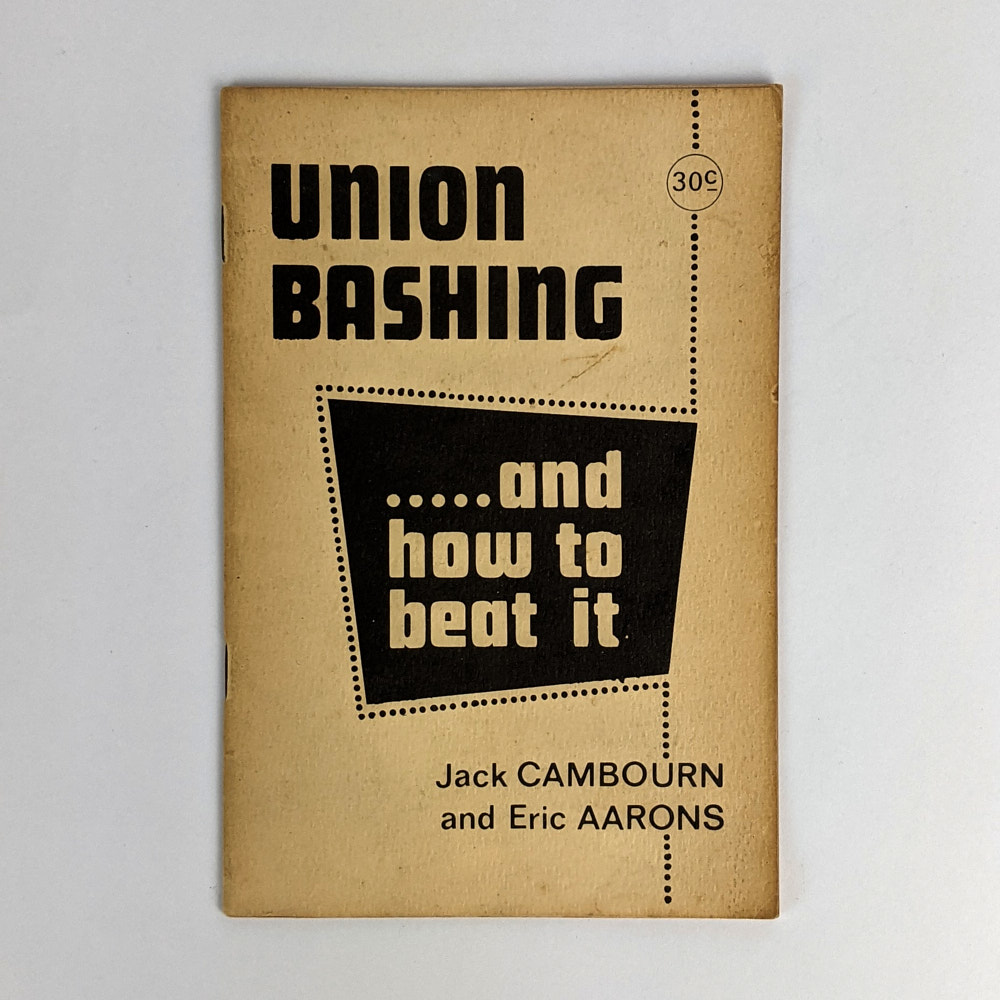 30c
UNION
BASHING
.....and
how to
beat it
Jack CAMBOURN
and Eric AARONS